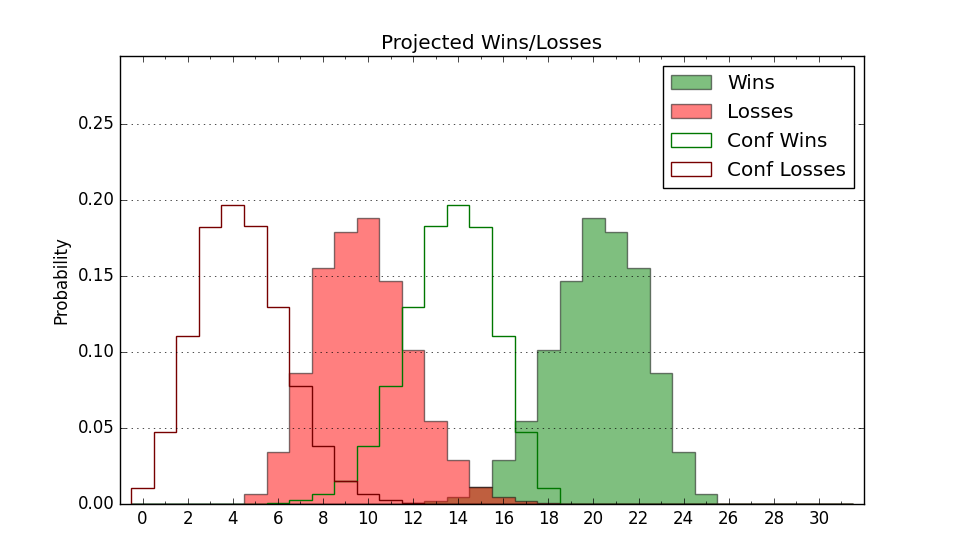 Projected Wins/Losses
Wins
Losses
Conf Wins
Conf Losses
Probability
0.25
0.20
0.15
0.10
0.05
0.00
0 2 4 6 8 10 12 14 16 18 20 22 24 26 28 30